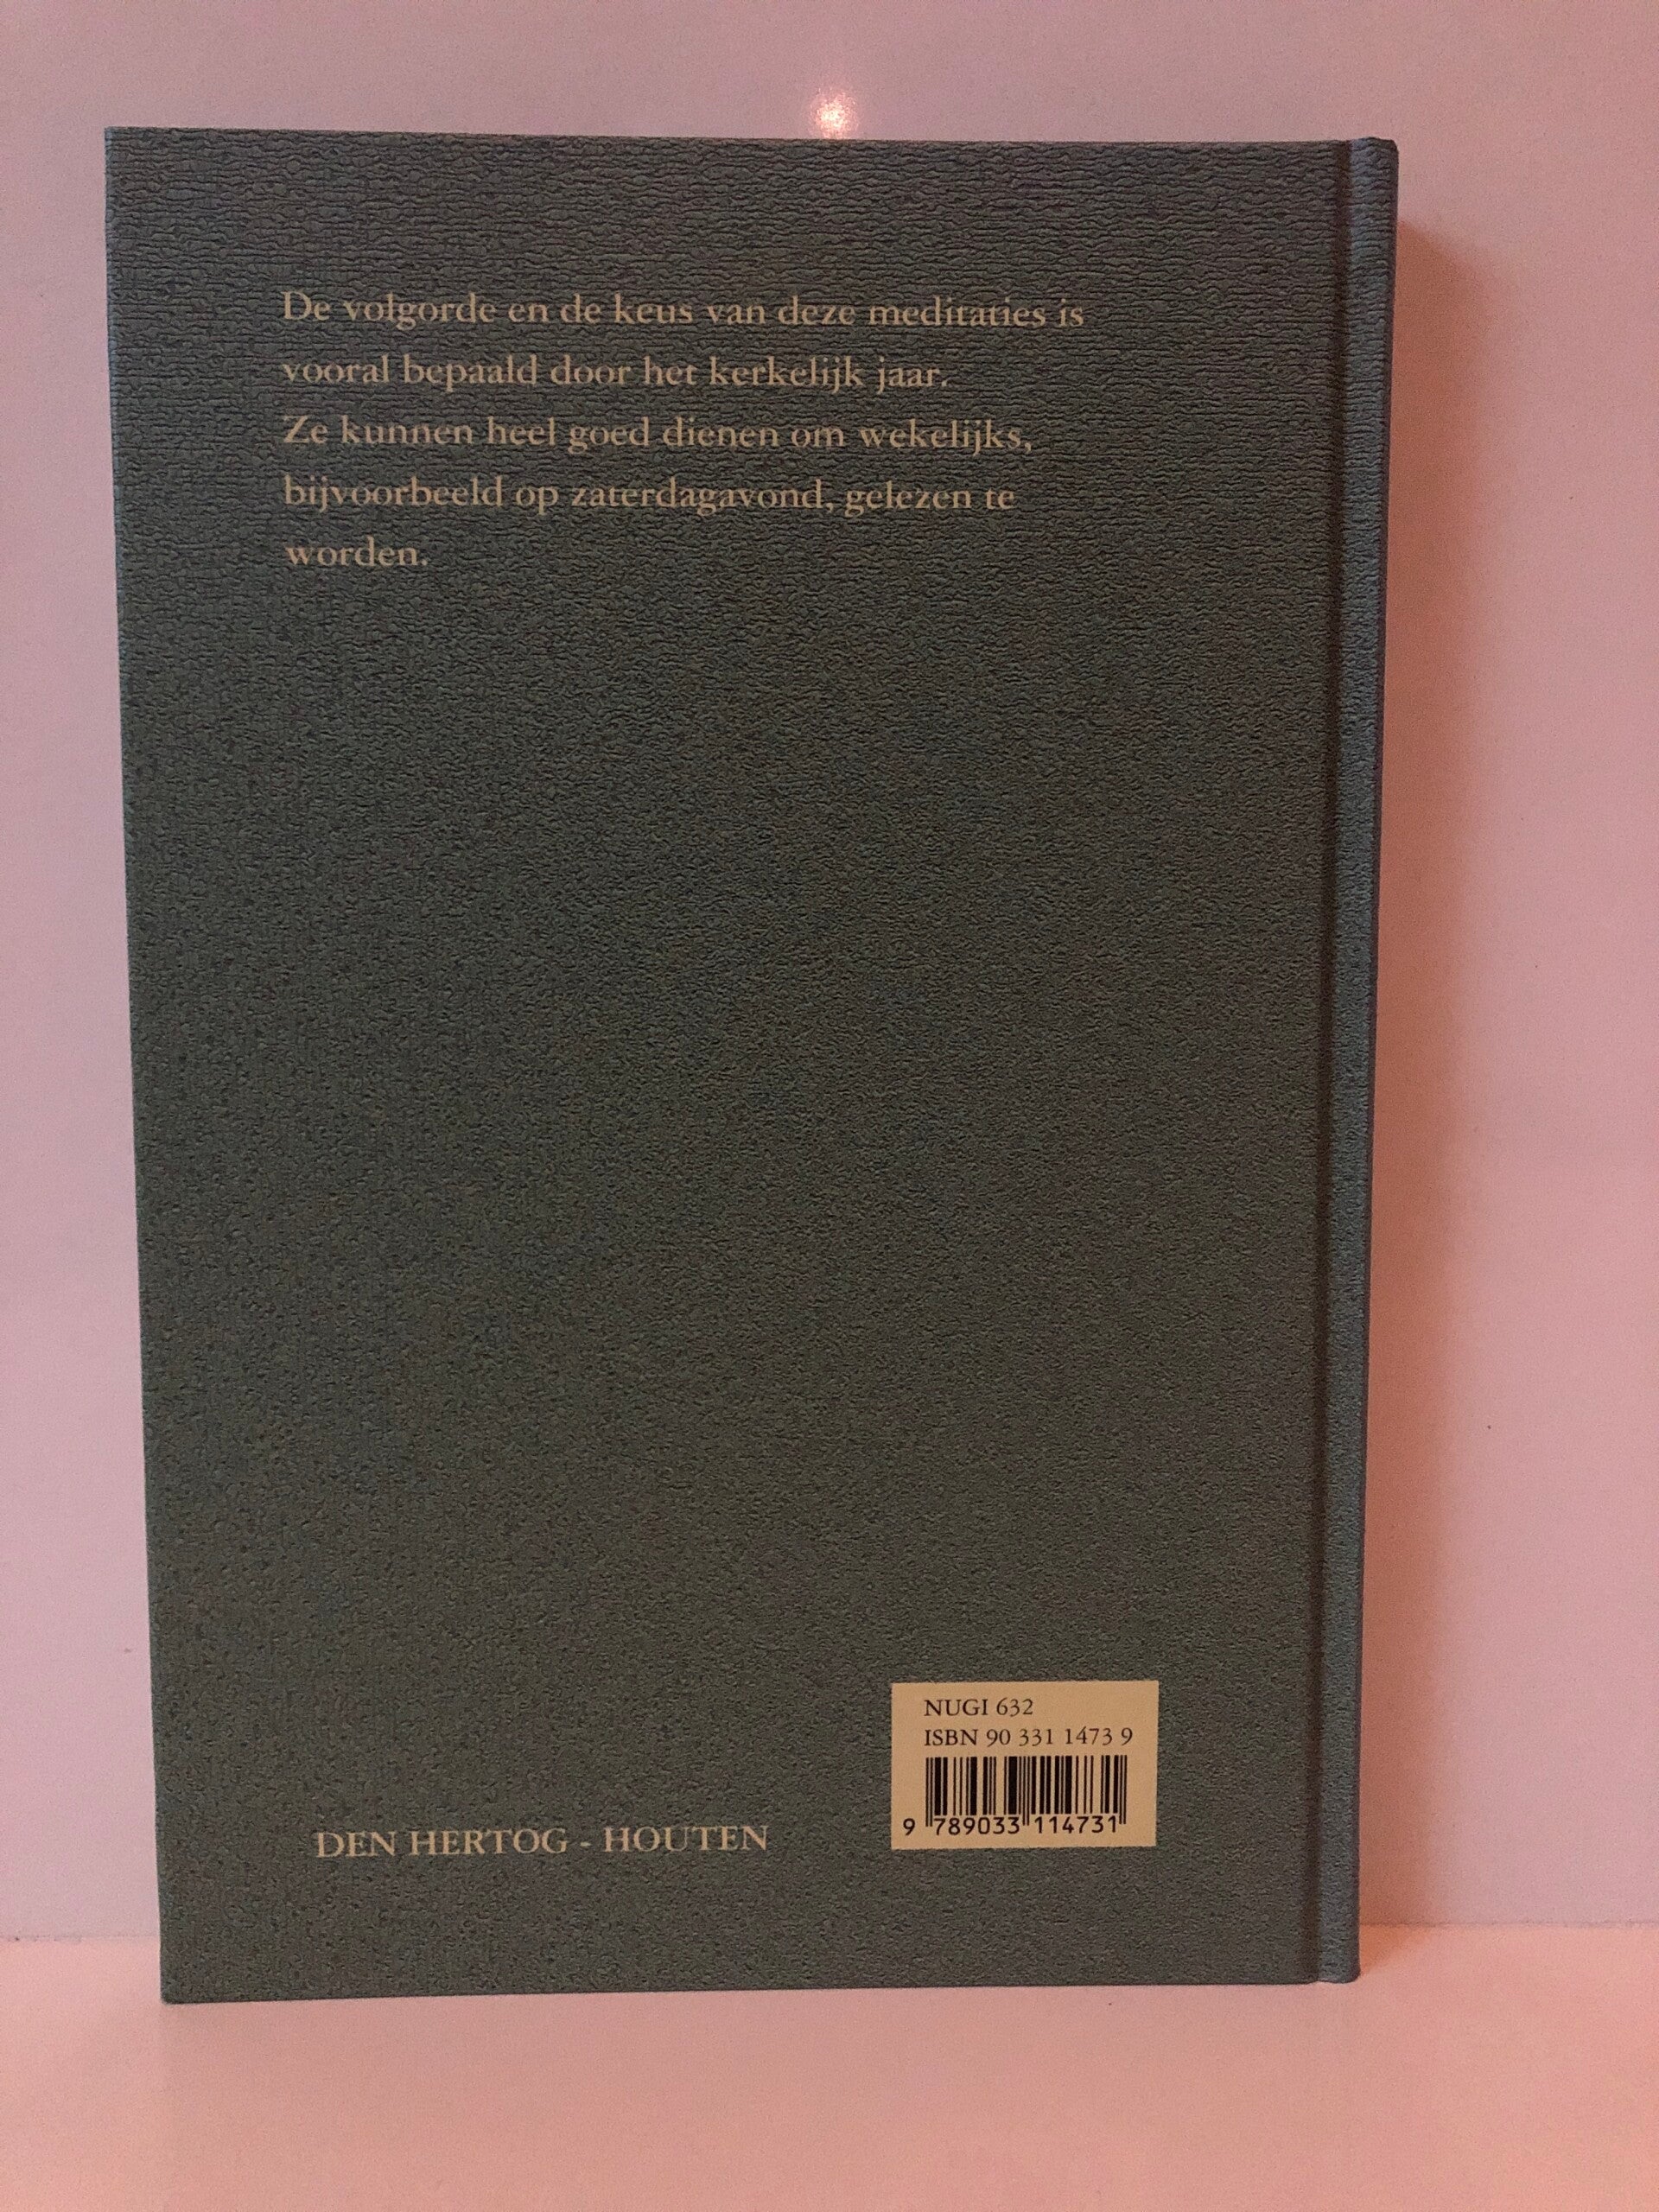 De volgorde en de keus van deze meditaties is
vooral bepaald door het kerkelijk jaar.
Ze kunnen heel goed dienen om wekelijks,
bijvoorbeeld op zaterdagavond, gelezen te
worden.
NUGI 632
ISBN 90 331 1473 9
9 789033 114731
DEN HERTOG - HOUTEN